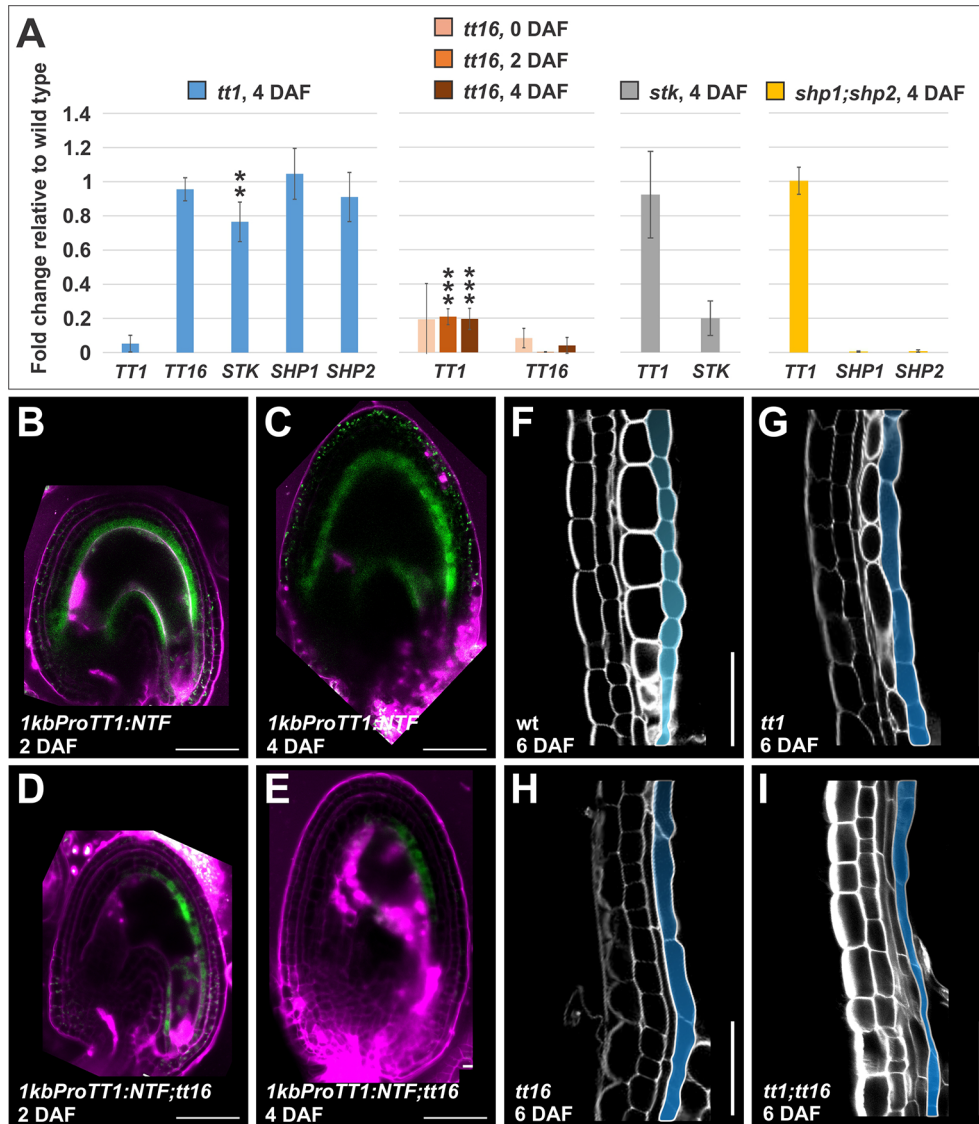 A
tt1, 4 DAF
tt16, 0 DAF
tt16, 2 DAF
tt16, 4 DAF
stk, 4 DAF
shp1;shp2, 4 DAF
Fold change relative to wild type
1.4
1.2
1
0.8
0.6
0.4
0.2
0
**
***
***
TT1 TT16 STK SHP1 SHP2
TT1 TT16
TT1 STK
TT1 SHP1 SHP2
B
1kbProTT1:NTF
2 DAF
C
1kbProTT1:NTF
4 DAF
F
wt
6 DAF
G
tt1
6 DAF
D
1kbProTT1:NTF;tt16
2 DAF
E
1kbProTT1:NTF;tt16
4 DAF
H
tt16
6 DAF
I
tt1;tt16
6 DAF